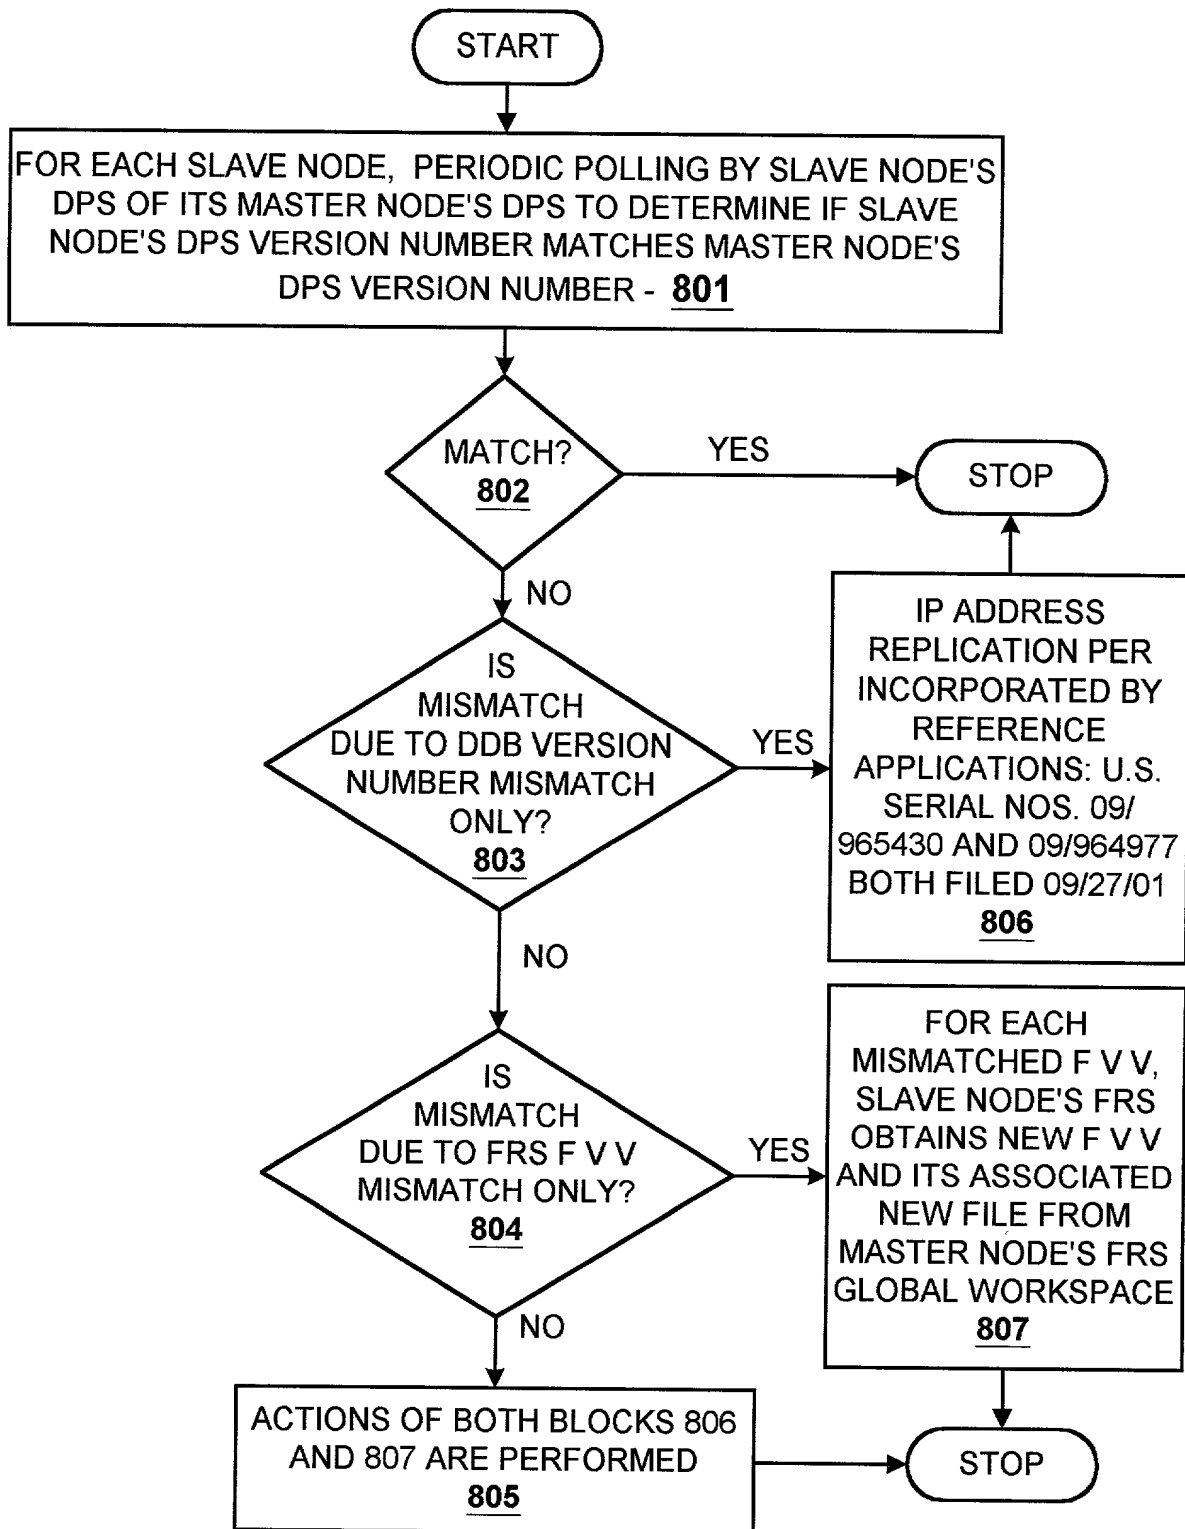 START
FOR EACH SLAVE NODE, PERIODIC POLLING BY SLAVE NODE'S
DPS OF ITS MASTER NODE'S DPS TO DETERMINE IF SLAVE
NODE'S DPS VERSION NUMBER MATCHES MASTER NODE'S
DPS VERSION NUMBER - 801
MATCH?
802
YES
STOP
NO
IS
MISMATCH
DUE TO DDB VERSION
NUMBER MISMATCH
ONLY?
803
YES
IP ADDRESS
REPLICATION PER
INCORPORATED BY
REFERENCE
APPLICATIONS: U.S.
SERIAL NOS. 09/
965430 AND 09/964977
BOTH FILED 09/27/01
806
NO
IS
MISMATCH
DUE TO FRS F V V
MISMATCH ONLY?
804
YES
FOR EACH
MISMATCHED F V V,
SLAVE NODE'S FRS
OBTAINS NEW F V V
AND ITS ASSOCIATED
NEW FILE FROM
MASTER NODE'S FRS
GLOBAL WORKSPACE
807
NO
ACTIONS OF BOTH BLOCKS 806
AND 807 ARE PERFORMED
805
STOP